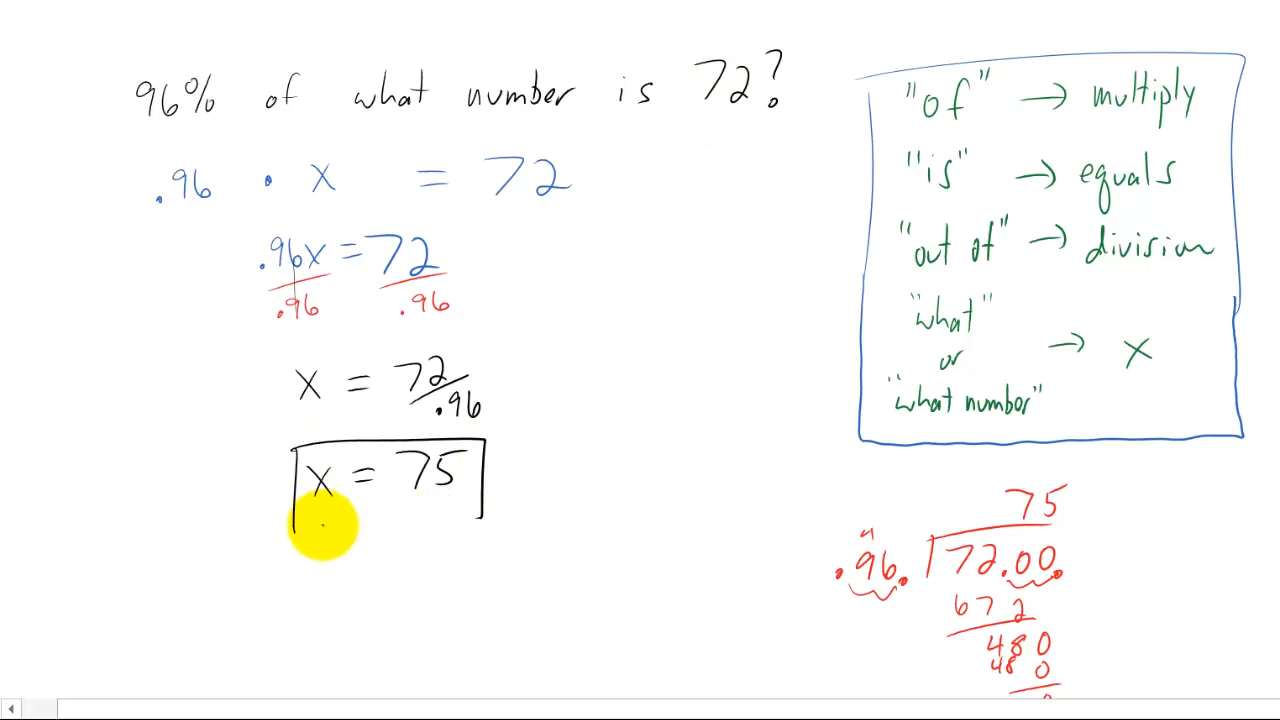 96% of what number is 72?
.96 · x = 72
.96x = 72
.96 .96
x = 72/.96
x = 75
"of" → multiply
"is" → equals
"out of" → division
"what"
or → x
"what number"
75
.96. 72.00.
672
480
480
0